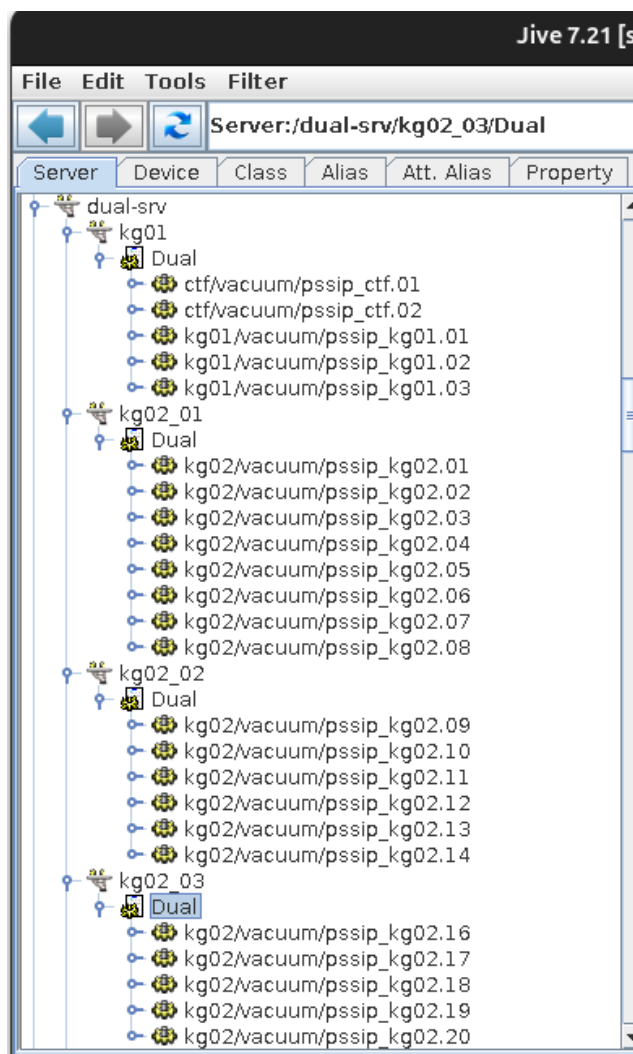 Jive 7.21 [s
File Edit Tools Filter
Server:/dual-srv/kg02_03/Dual
Server Device Class Alias Att. Alias Property
dual-srv
kg01
Dual
ctf/vacuum/pssip_ctf.01
ctf/vacuum/pssip_ctf.02
kg01/vacuum/pssip_kg01.01
kg01/vacuum/pssip_kg01.02
kg01/vacuum/pssip_kg01.03
kg02_01
Dual
kg02/vacuum/pssip_kg02.01
kg02/vacuum/pssip_kg02.02
kg02/vacuum/pssip_kg02.03
kg02/vacuum/pssip_kg02.04
kg02/vacuum/pssip_kg02.05
kg02/vacuum/pssip_kg02.06
kg02/vacuum/pssip_kg02.07
kg02/vacuum/pssip_kg02.08
kg02_02
Dual
kg02/vacuum/pssip_kg02.09
kg02/vacuum/pssip_kg02.10
kg02/vacuum/pssip_kg02.11
kg02/vacuum/pssip_kg02.12
kg02/vacuum/pssip_kg02.13
kg02/vacuum/pssip_kg02.14
kg02_03
Dual
kg02/vacuum/pssip_kg02.16
kg02/vacuum/pssip_kg02.17
kg02/vacuum/pssip_kg02.18
kg02/vacuum/pssip_kg02.19
kg02/vacuum/pssip_kg02.20